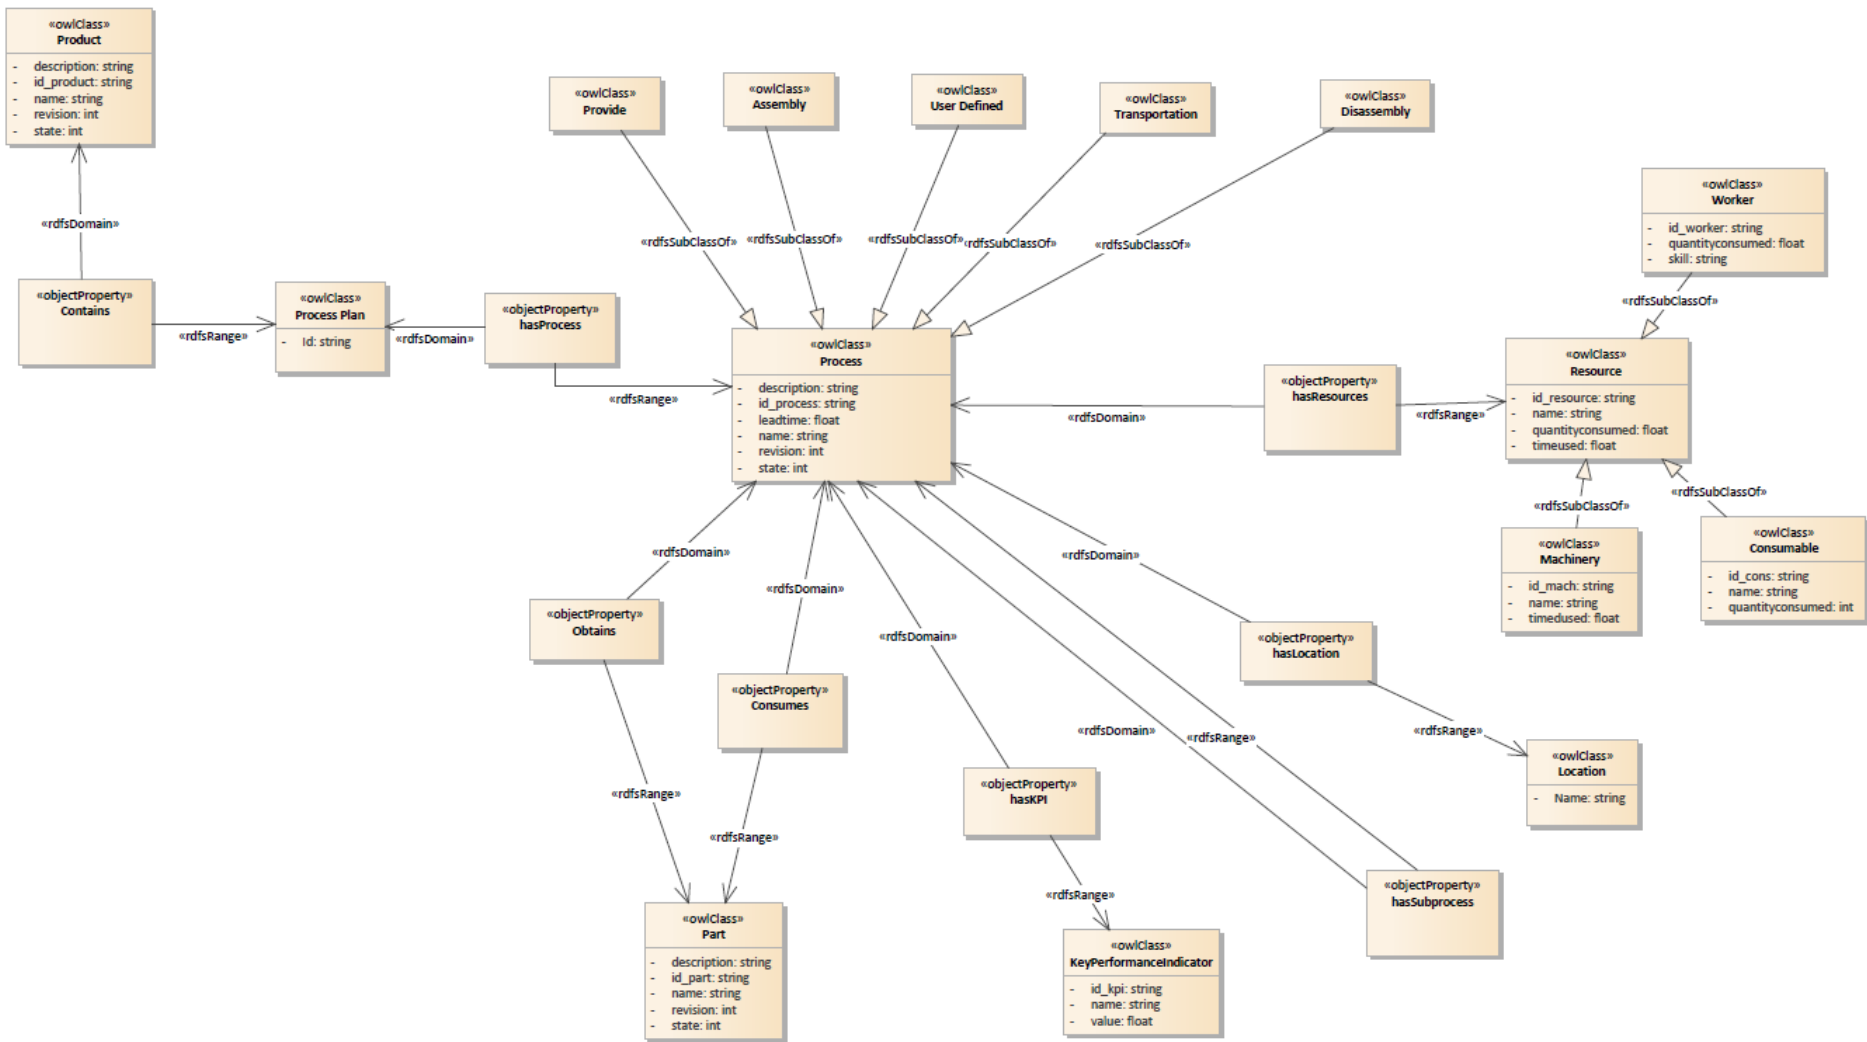 «owlClass»
Product
- description: string
- id_product: string
- name: string
- revision: int
- state: int
«owlClass»
Provide
«owlClass»
Assembly
«owlClass»
User Defined
«owlClass»
Transportation
«owlClass»
Disassembly
«owlClass»
Worker
- id_worker: string
- quantityconsumed: float
- skill: string
«rdfsDomain»
«rdfsSubClassOf»
«rdfsSubClassOf»
«rdfsSubClassOf»
«rdfsSubClassOf»
«rdfsSubClassOf»
«rdfsSubClassOf»
«objectProperty»
Contains
«rdfsRange»
«owlClass»
Process Plan
- Id: string
«rdfsDomain»
«objectProperty»
hasProcess
«rdfsRange»
«owlClass»
Process
- description: string
- id_process: string
- leadtime: float
- name: string
- revision: int
- state: int
«rdfsDomain»
«objectProperty»
hasResources
«rdfsRange»
«owlClass»
Resource
- id_resource: string
- name: string
- quantityconsumed: float
- timeused: float
«rdfsSubClassOf»
«rdfsSubClassOf»
«owlClass»
Machinery
- id_mach: string
- name: string
- timedused: float
«owlClass»
Consumable
- id_cons: string
- name: string
- quantityconsumed: int
«rdfsDomain»
«rdfsDomain»
«rdfsDomain»
«rdfsDomain»
«objectProperty»
Obtains
«objectProperty»
Consumes
«objectProperty»
hasLocation
«rdfsDomain»
«rdfsRange»
«rdfsRange»
«owlClass»
Location
- Name: string
«rdfsRange»
«rdfsRange»
«objectProperty»
hasKPI
«rdfsRange»
«objectProperty»
hasSubprocess
«owlClass»
Part
- description: string
- id_part: string
- name: string
- revision: int
- state: int
«owlClass»
KeyPerformanceIndicator
- id_kpi: string
- name: string
- value: float